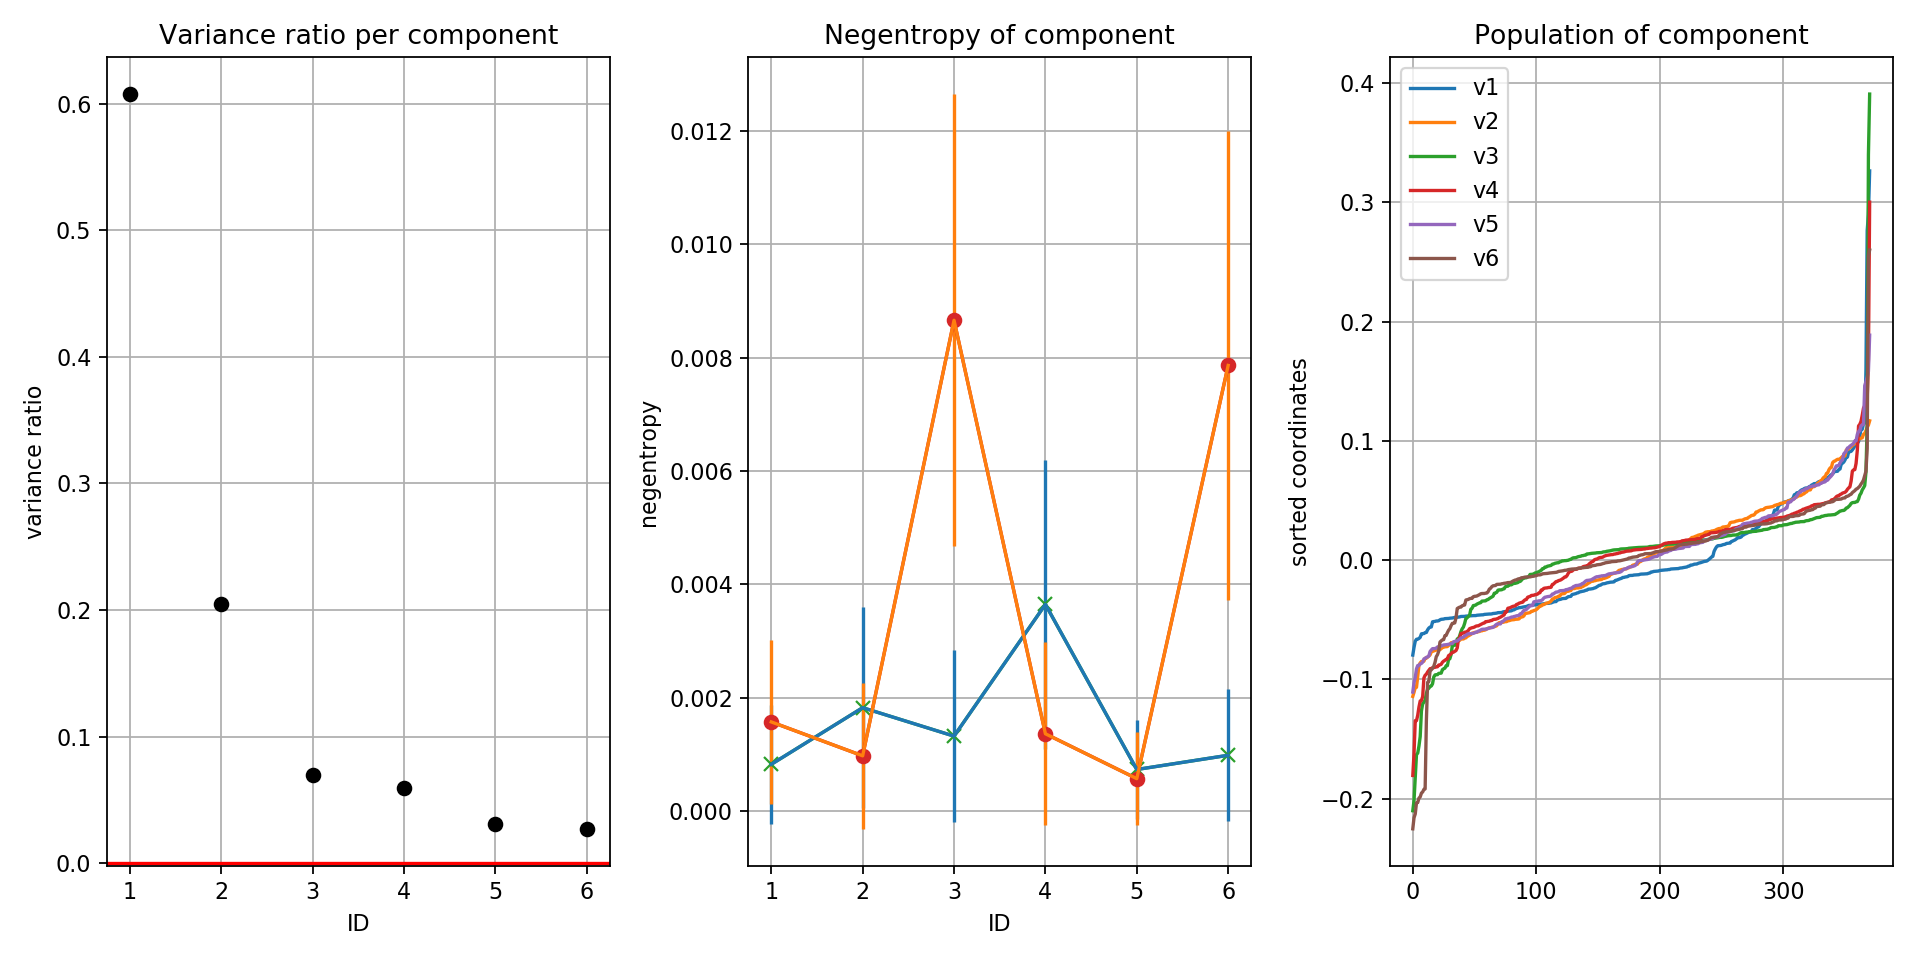 Variance ratio per component
variance ratio
0.6
0.5
0.4
0.3
0.2
0.1
0.0
1 2 3 4 5 6
ID
Negentropy of component
negentropy
0.012
0.010
0.008
0.006
0.004
0.002
0.000
1 2 3 4 5 6
ID
Population of component
sorted coordinates
0.4
0.3
0.2
0.1
0.0
−0.1
−0.2
v1
v2
v3
v4
v5
v6
0 100 200 300